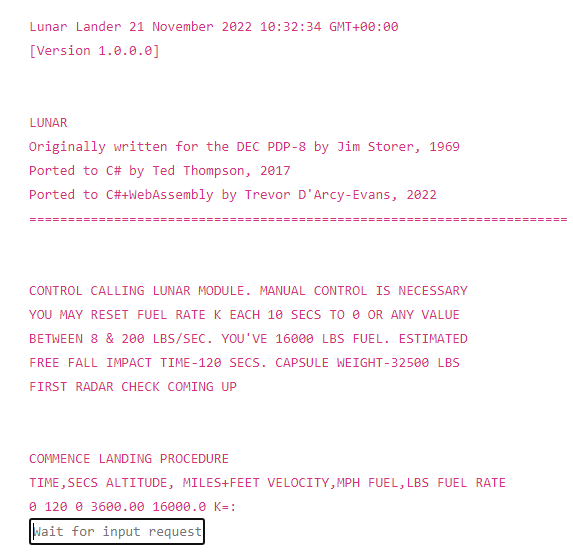 Lunar Lander 21 November 2022 10:32:34 GMT+00:00
[Version 1.0.0.0]
LUNAR
Originally written for the DEC PDP-8 by Jim Storer, 1969
Ported to C# by Ted Thompson, 2017
Ported to C#+WebAssembly by Trevor D'Arcy-Evans, 2022
======================================================================
CONTROL CALLING LUNAR MODULE. MANUAL CONTROL IS NECESSARY
YOU MAY RESET FUEL RATE K EACH 10 SECS TO 0 OR ANY VALUE
BETWEEN 8 & 200 LBS/SEC. YOU'VE 16000 LBS FUEL. ESTIMATED
FREE FALL IMPACT TIME-120 SECS. CAPSULE WEIGHT-32500 LBS
FIRST RADAR CHECK COMING UP
COMMENCE LANDING PROCEDURE
TIME,SECS ALTITUDE, MILES+FEET VELOCITY,MPH FUEL,LBS FUEL RATE
0 120 0 3600.00 16000.0 K=:
Wait for input request